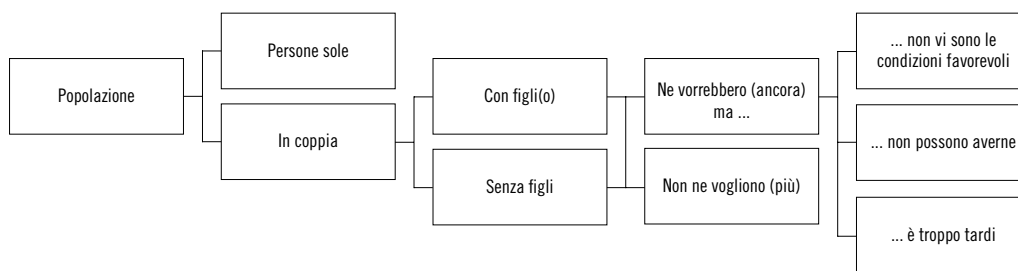 Popolazione
Persone sole
In coppia
Con figli(o)
Senza figli
Ne vorrebbero (ancora)
ma ...
Non ne vogliono (più)
... non vi sono le
condizioni favorevoli
... non possono averne
... è troppo tardi